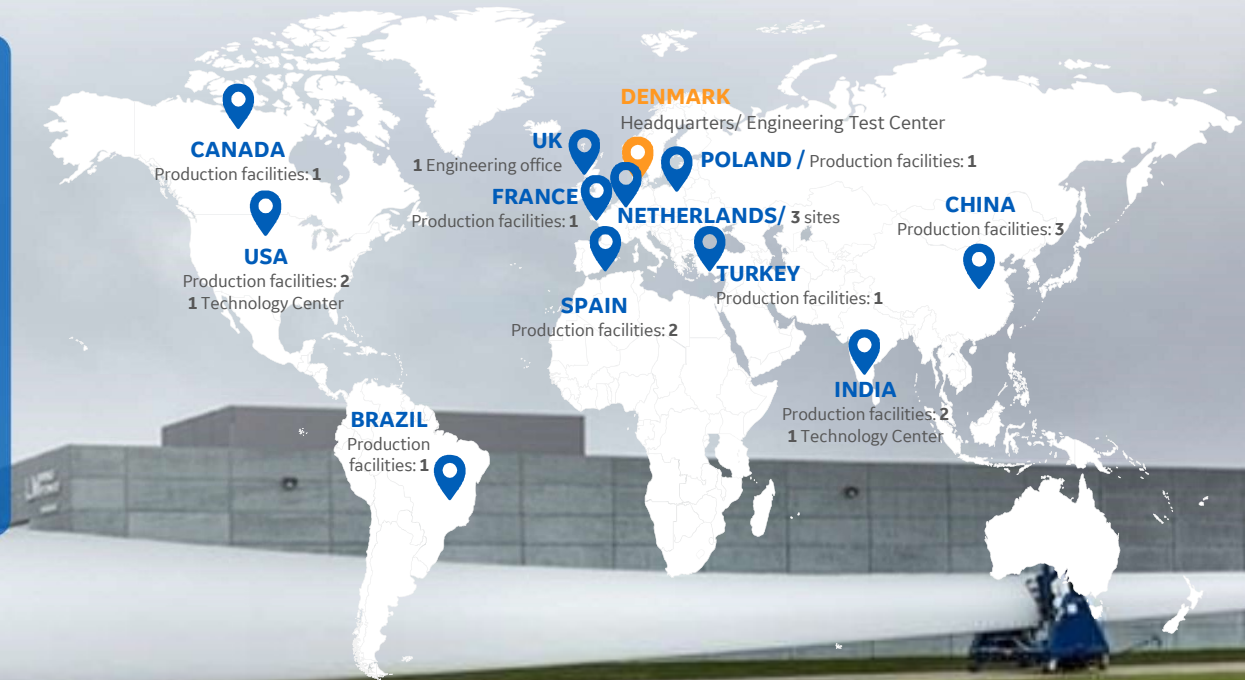 DENMARK
Headquarters/ Engineering Test Center
UK
1 Engineering office
POLAND / Production facilities: 1
CANADA
Production facilities: 1
FRANCE
Production facilities: 1
NETHERLANDS/ 3 sites
CHINA
Production facilities: 3
USA
Production facilities: 2
1 Technology Center
TURKEY
Production facilities: 1
SPAIN
Production facilities: 2
INDIA
Production facilities: 2
1 Technology Center
BRAZIL
Production
facilities: 1